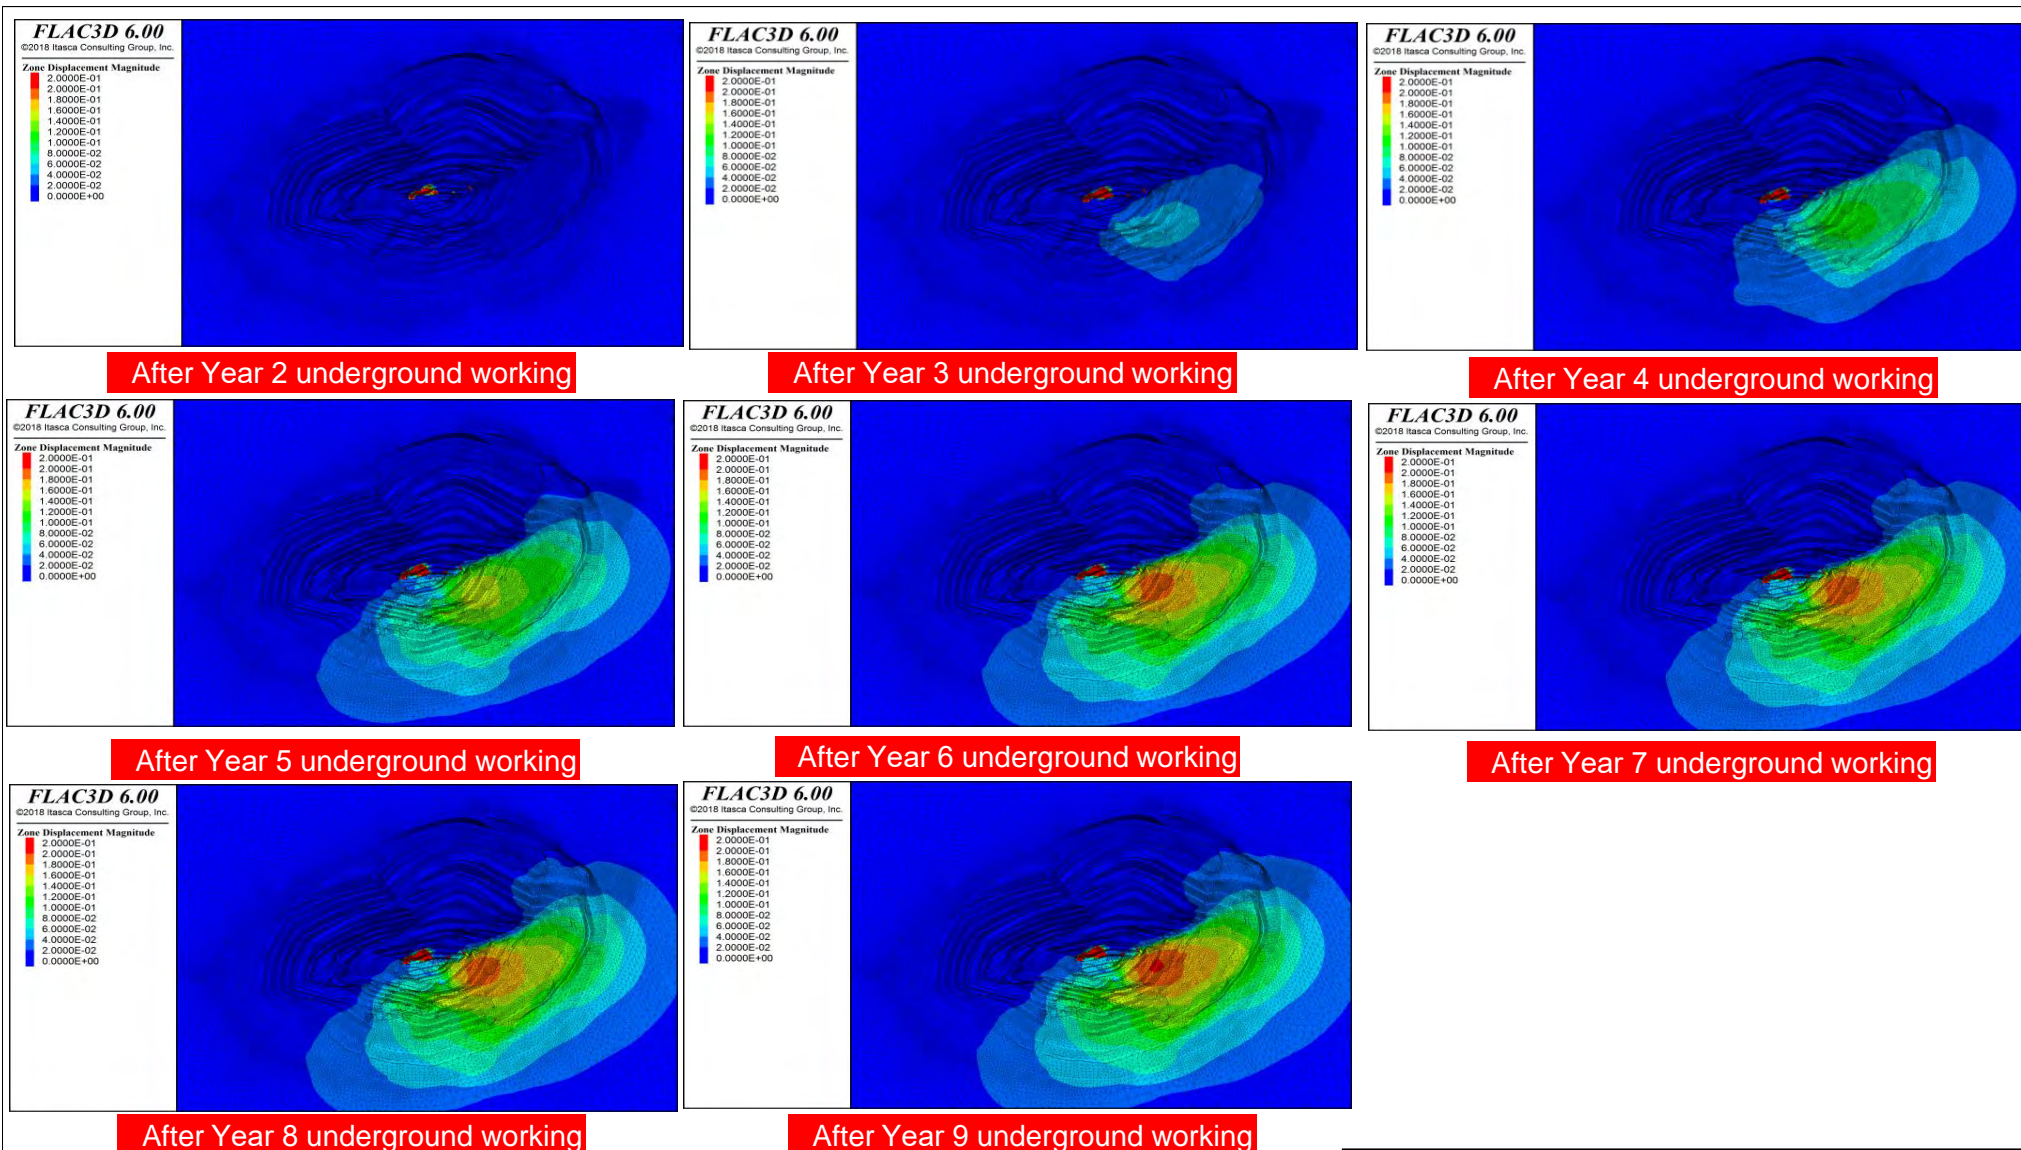 FLAC3D 6.00
©2018 Itasca Consulting Group, Inc.
Zone Displacement Magnitude
2.0000E-01
2.0000E-01
1.8000E-01
1.6000E-01
1.4000E-01
1.2000E-01
1.0000E-01
8.0000E-02
6.0000E-02
4.0000E-02
2.0000E-02
0.0000E+00
After Year 2 underground working
FLAC3D 6.00
©2018 Itasca Consulting Group, Inc.
Zone Displacement Magnitude
2.0000E-01
2.0000E-01
1.8000E-01
1.6000E-01
1.4000E-01
1.2000E-01
1.0000E-01
8.0000E-02
6.0000E-02
4.0000E-02
2.0000E-02
0.0000E+00
After Year 3 underground working
FLAC3D 6.00
©2018 Itasca Consulting Group, Inc.
Zone Displacement Magnitude
2.0000E-01
2.0000E-01
1.8000E-01
1.6000E-01
1.4000E-01
1.2000E-01
1.0000E-01
8.0000E-02
6.0000E-02
4.0000E-02
2.0000E-02
0.0000E+00
After Year 4 underground working
FLAC3D 6.00
©2018 Itasca Consulting Group, Inc.
Zone Displacement Magnitude
2.0000E-01
2.0000E-01
1.8000E-01
1.6000E-01
1.4000E-01
1.2000E-01
1.0000E-01
8.0000E-02
6.0000E-02
4.0000E-02
2.0000E-02
0.0000E+00
After Year 5 underground working
FLAC3D 6.00
©2018 Itasca Consulting Group, Inc.
Zone Displacement Magnitude
2.0000E-01
2.0000E-01
1.8000E-01
1.6000E-01
1.4000E-01
1.2000E-01
1.0000E-01
8.0000E-02
6.0000E-02
4.0000E-02
2.0000E-02
0.0000E+00
After Year 6 underground working
FLAC3D 6.00
©2018 Itasca Consulting Group, Inc.
Zone Displacement Magnitude
2.0000E-01
2.0000E-01
1.8000E-01
1.6000E-01
1.4000E-01
1.2000E-01
1.0000E-01
8.0000E-02
6.0000E-02
4.0000E-02
2.0000E-02
0.0000E+00
After Year 7 underground working
FLAC3D 6.00
©2018 Itasca Consulting Group, Inc.
Zone Displacement Magnitude
2.0000E-01
2.0000E-01
1.8000E-01
1.6000E-01
1.4000E-01
1.2000E-01
1.0000E-01
8.0000E-02
6.0000E-02
4.0000E-02
2.0000E-02
0.0000E+00
After Year 8 underground working
FLAC3D 6.00
©2018 Itasca Consulting Group, Inc.
Zone Displacement Magnitude
2.0000E-01
2.0000E-01
1.8000E-01
1.6000E-01
1.4000E-01
1.2000E-01
1.0000E-01
8.0000E-02
6.0000E-02
4.0000E-02
2.0000E-02
0.0000E+00
After Year 9 underground working